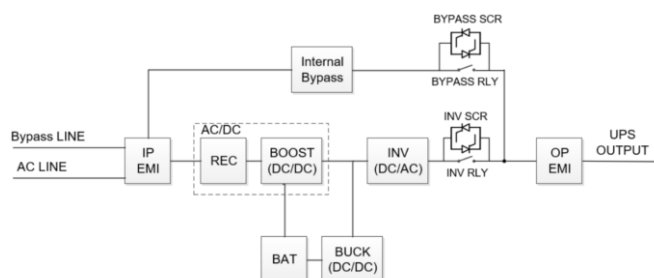 BYPASS SCR
Internal
Bypass
BYPASS RLY
Bypass LINE
AC LINE
IP
EMI
AC/DC
REC
BOOST
(DC/DC)
INV
(DC/AC)
INV SCR
INV RLY
OP
EMI
UPS
OUTPUT
BAT
BUCK
(DC/DC)